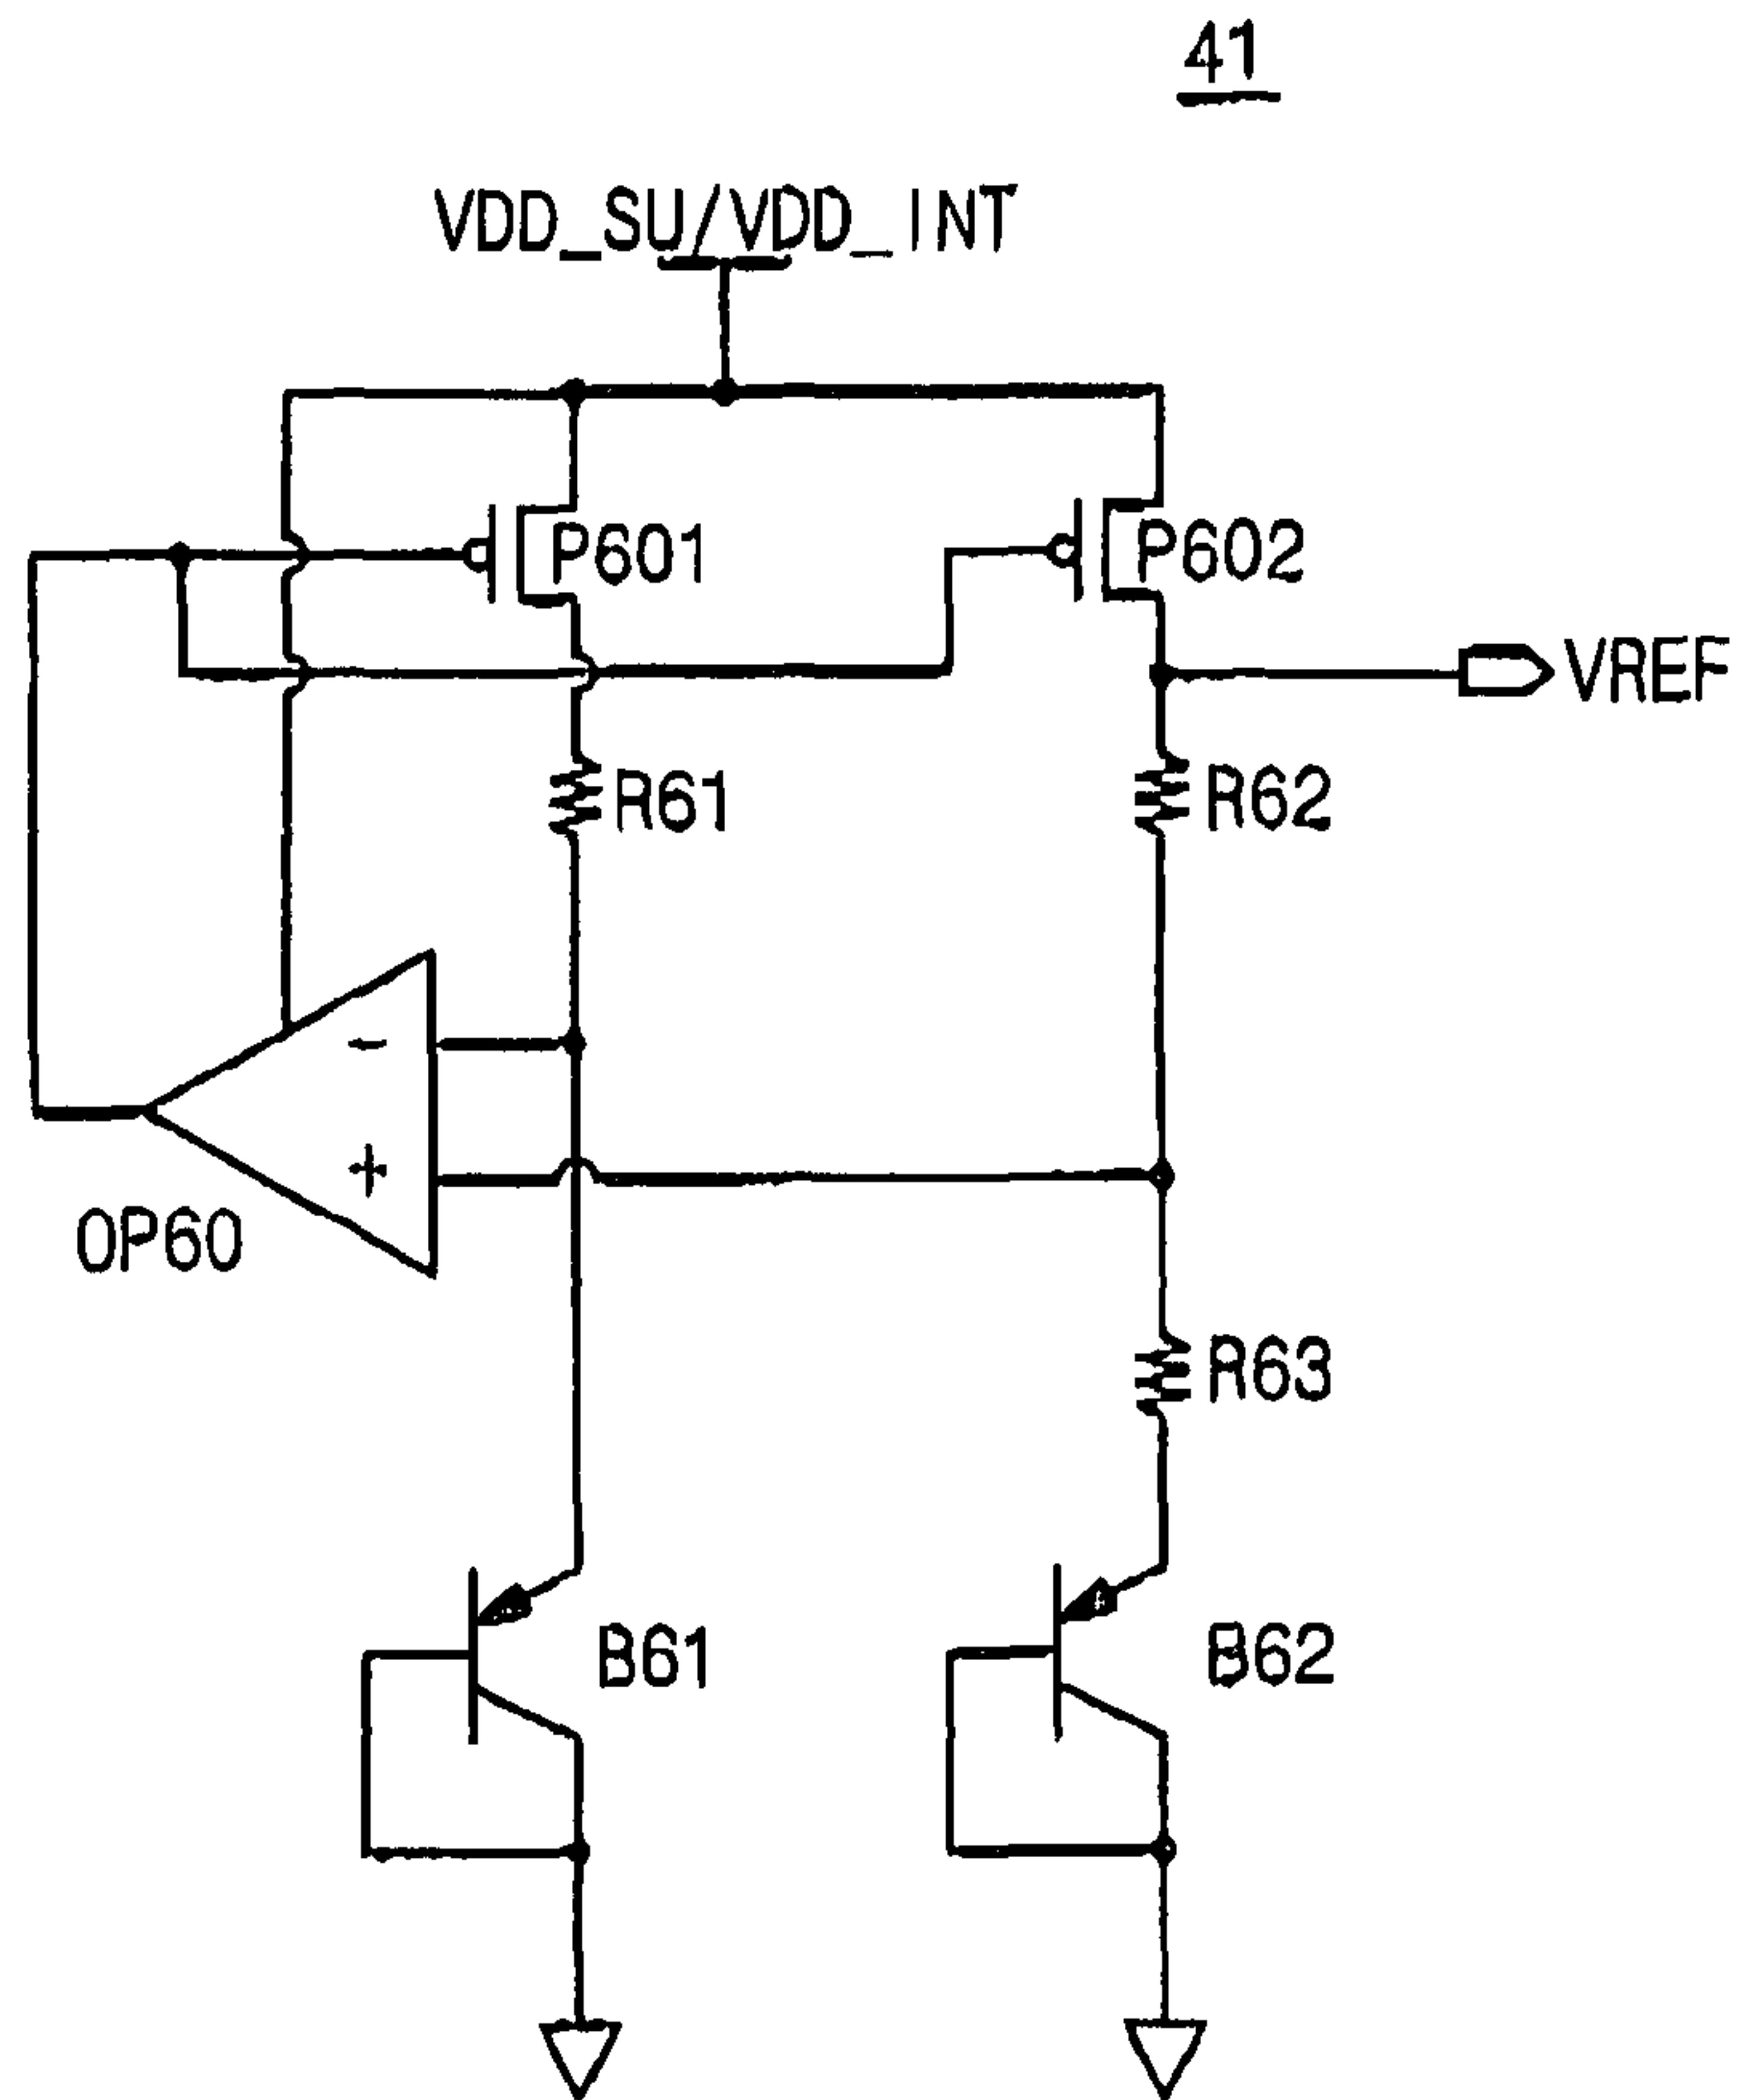 41
VDD_SU/VDD_INT
P601
P602
VREF
R61
R62
-
+
OP60
R63
B61
B62